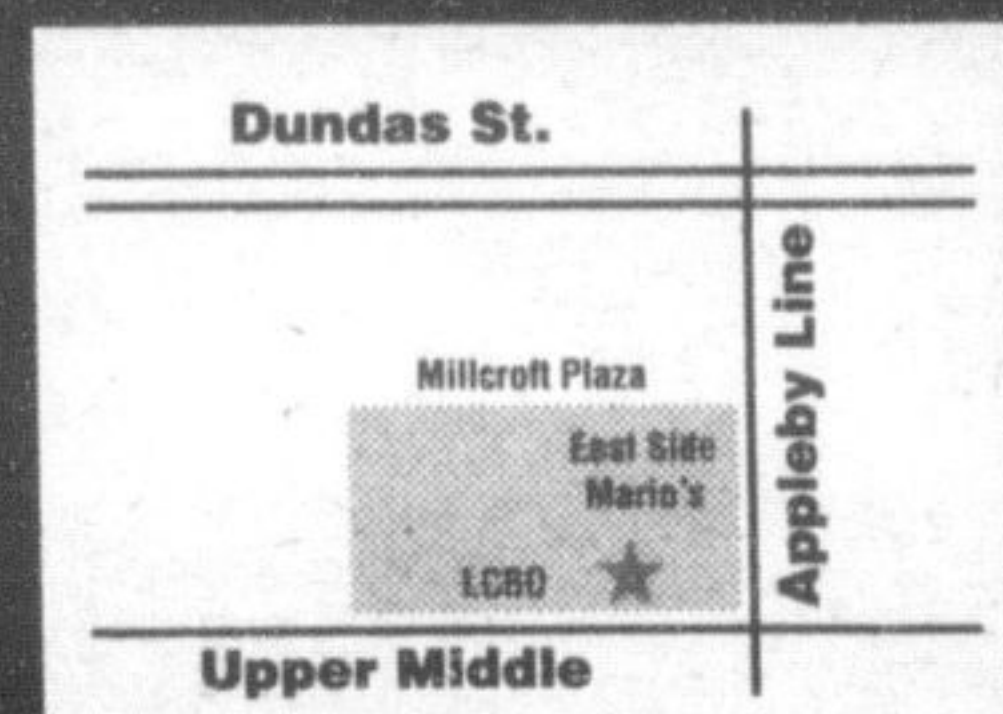 Dundas St.
Appleby Line
Millcroft Plaza
East Side
Mario's
LCBO
Upper Middle